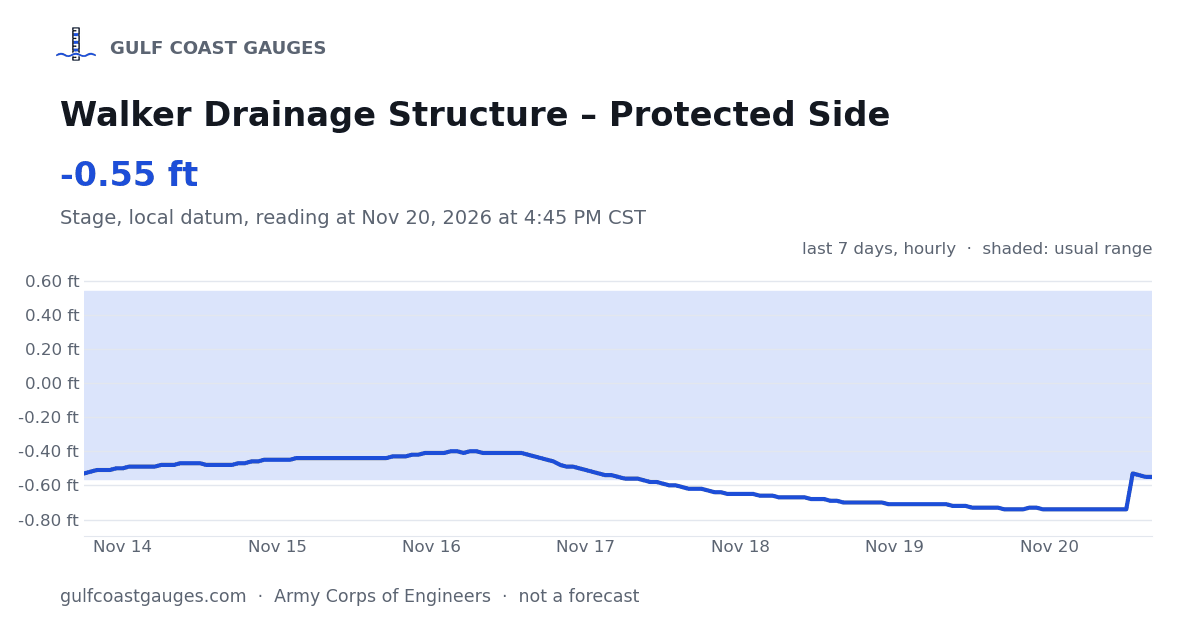 GULF COAST GAUGES
Walker Drainage Structure – Protected Side
-0.55 ft
Stage, local datum, reading at Nov 20, 2026 at 4:45 PM CST
last 7 days, hourly · shaded: usual range
0.60 ft
0.40 ft
0.20 ft
0.00 ft
-0.20 ft
-0.40 ft
-0.60 ft
-0.80 ft
Nov 14 Nov 15 Nov 16 Nov 17 Nov 18 Nov 19 Nov 20
gulfcoastgauges.com · Army Corps of Engineers · not a forecast